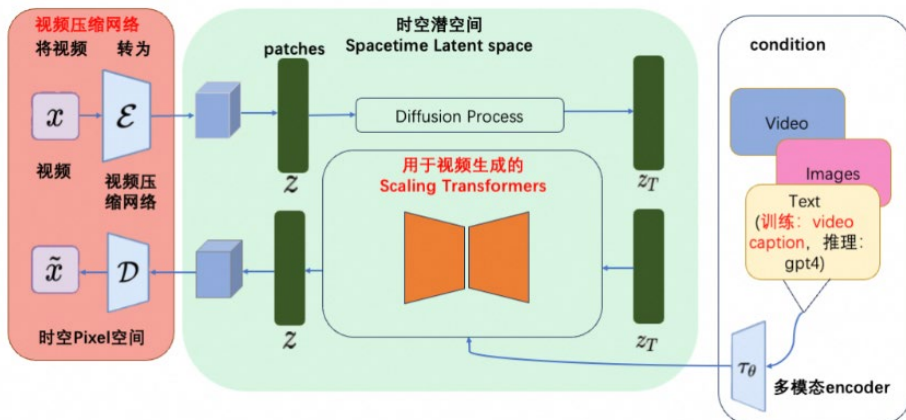 视频压缩网络
将视频 转为
x
ℰ
视频
视频压
缩网络
x̃
𝒟
时空Pixel空间
时空潜空间
Spacetime Latent space
patches
Diffusion Process
z
z_T
用于视频生成的
Scaling Transformers
z
z_T
condition
Video
Images
Text
(训练：video
caption，推理：
gpt4)
τ_θ
多模态encoder